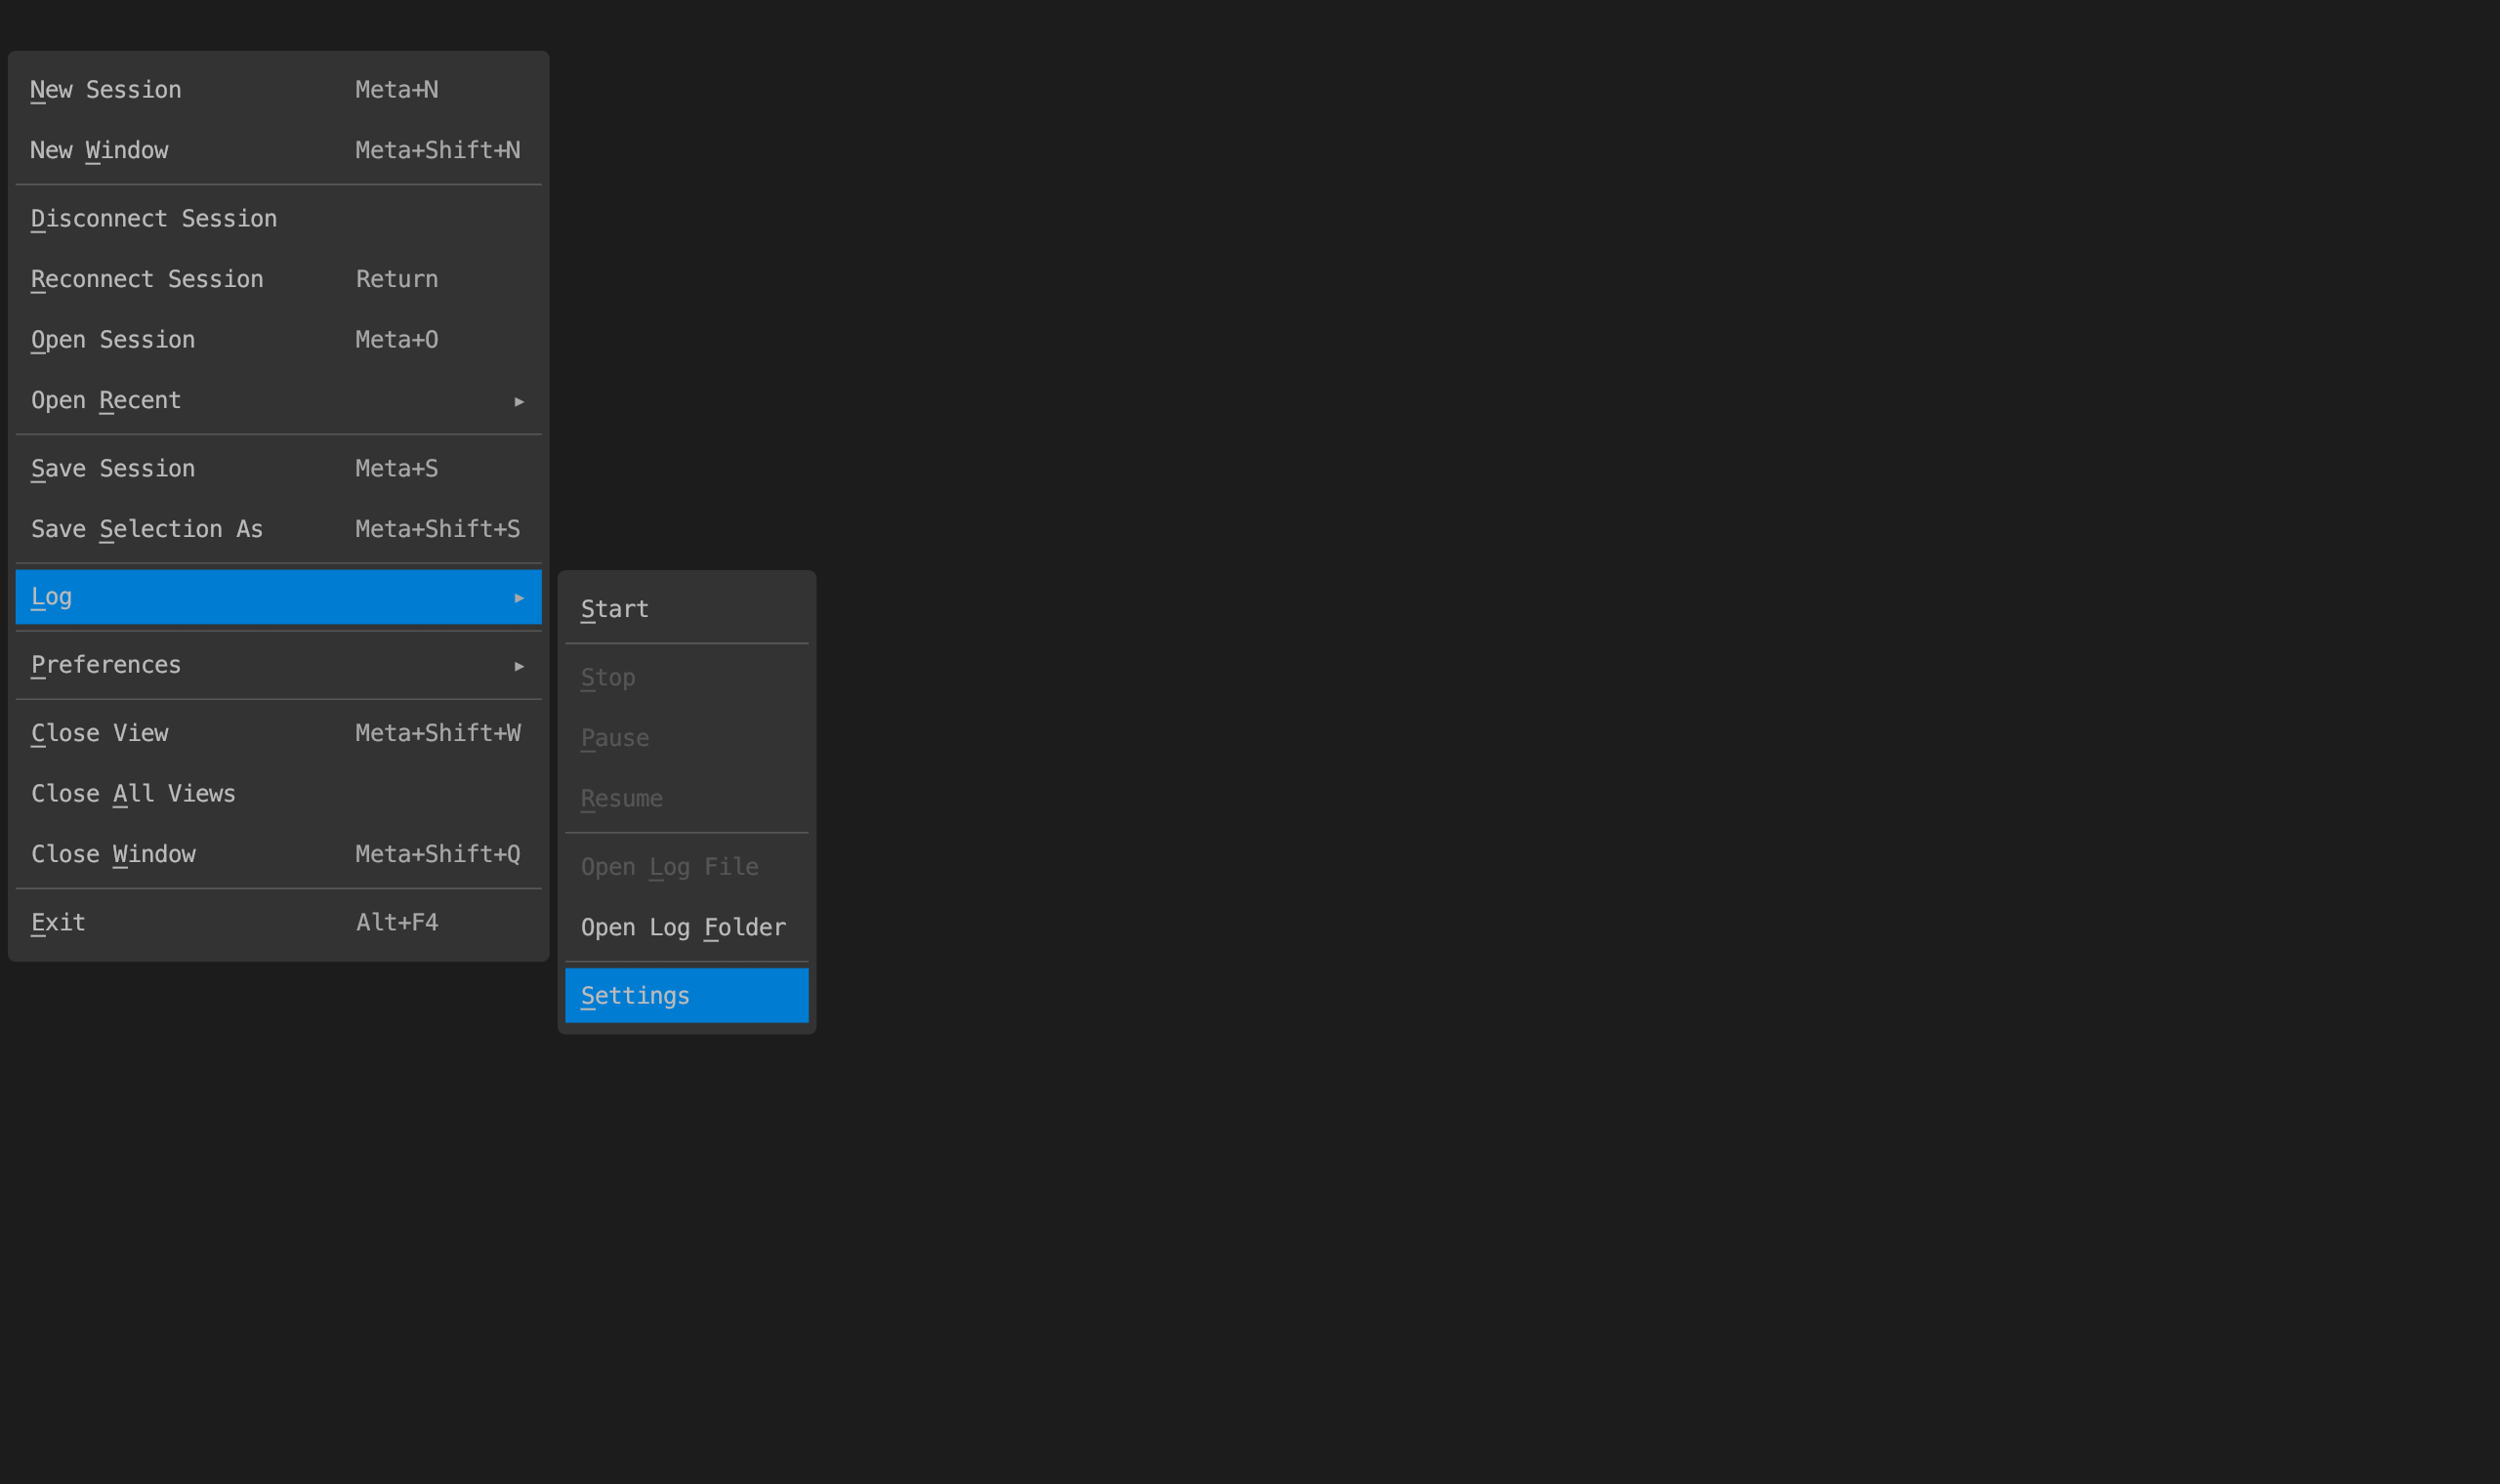 New Session Meta+N
New Window Meta+Shift+N
Disconnect Session
Reconnect Session Return
Open Session Meta+O
Open Recent ▸
Save Session Meta+S
Save Selection As Meta+Shift+S
Log ▸
Preferences ▸
Close View Meta+Shift+W
Close All Views
Close Window Meta+Shift+Q
Exit Alt+F4
Start
Stop
Pause
Resume
Open Log File
Open Log Folder
Settings